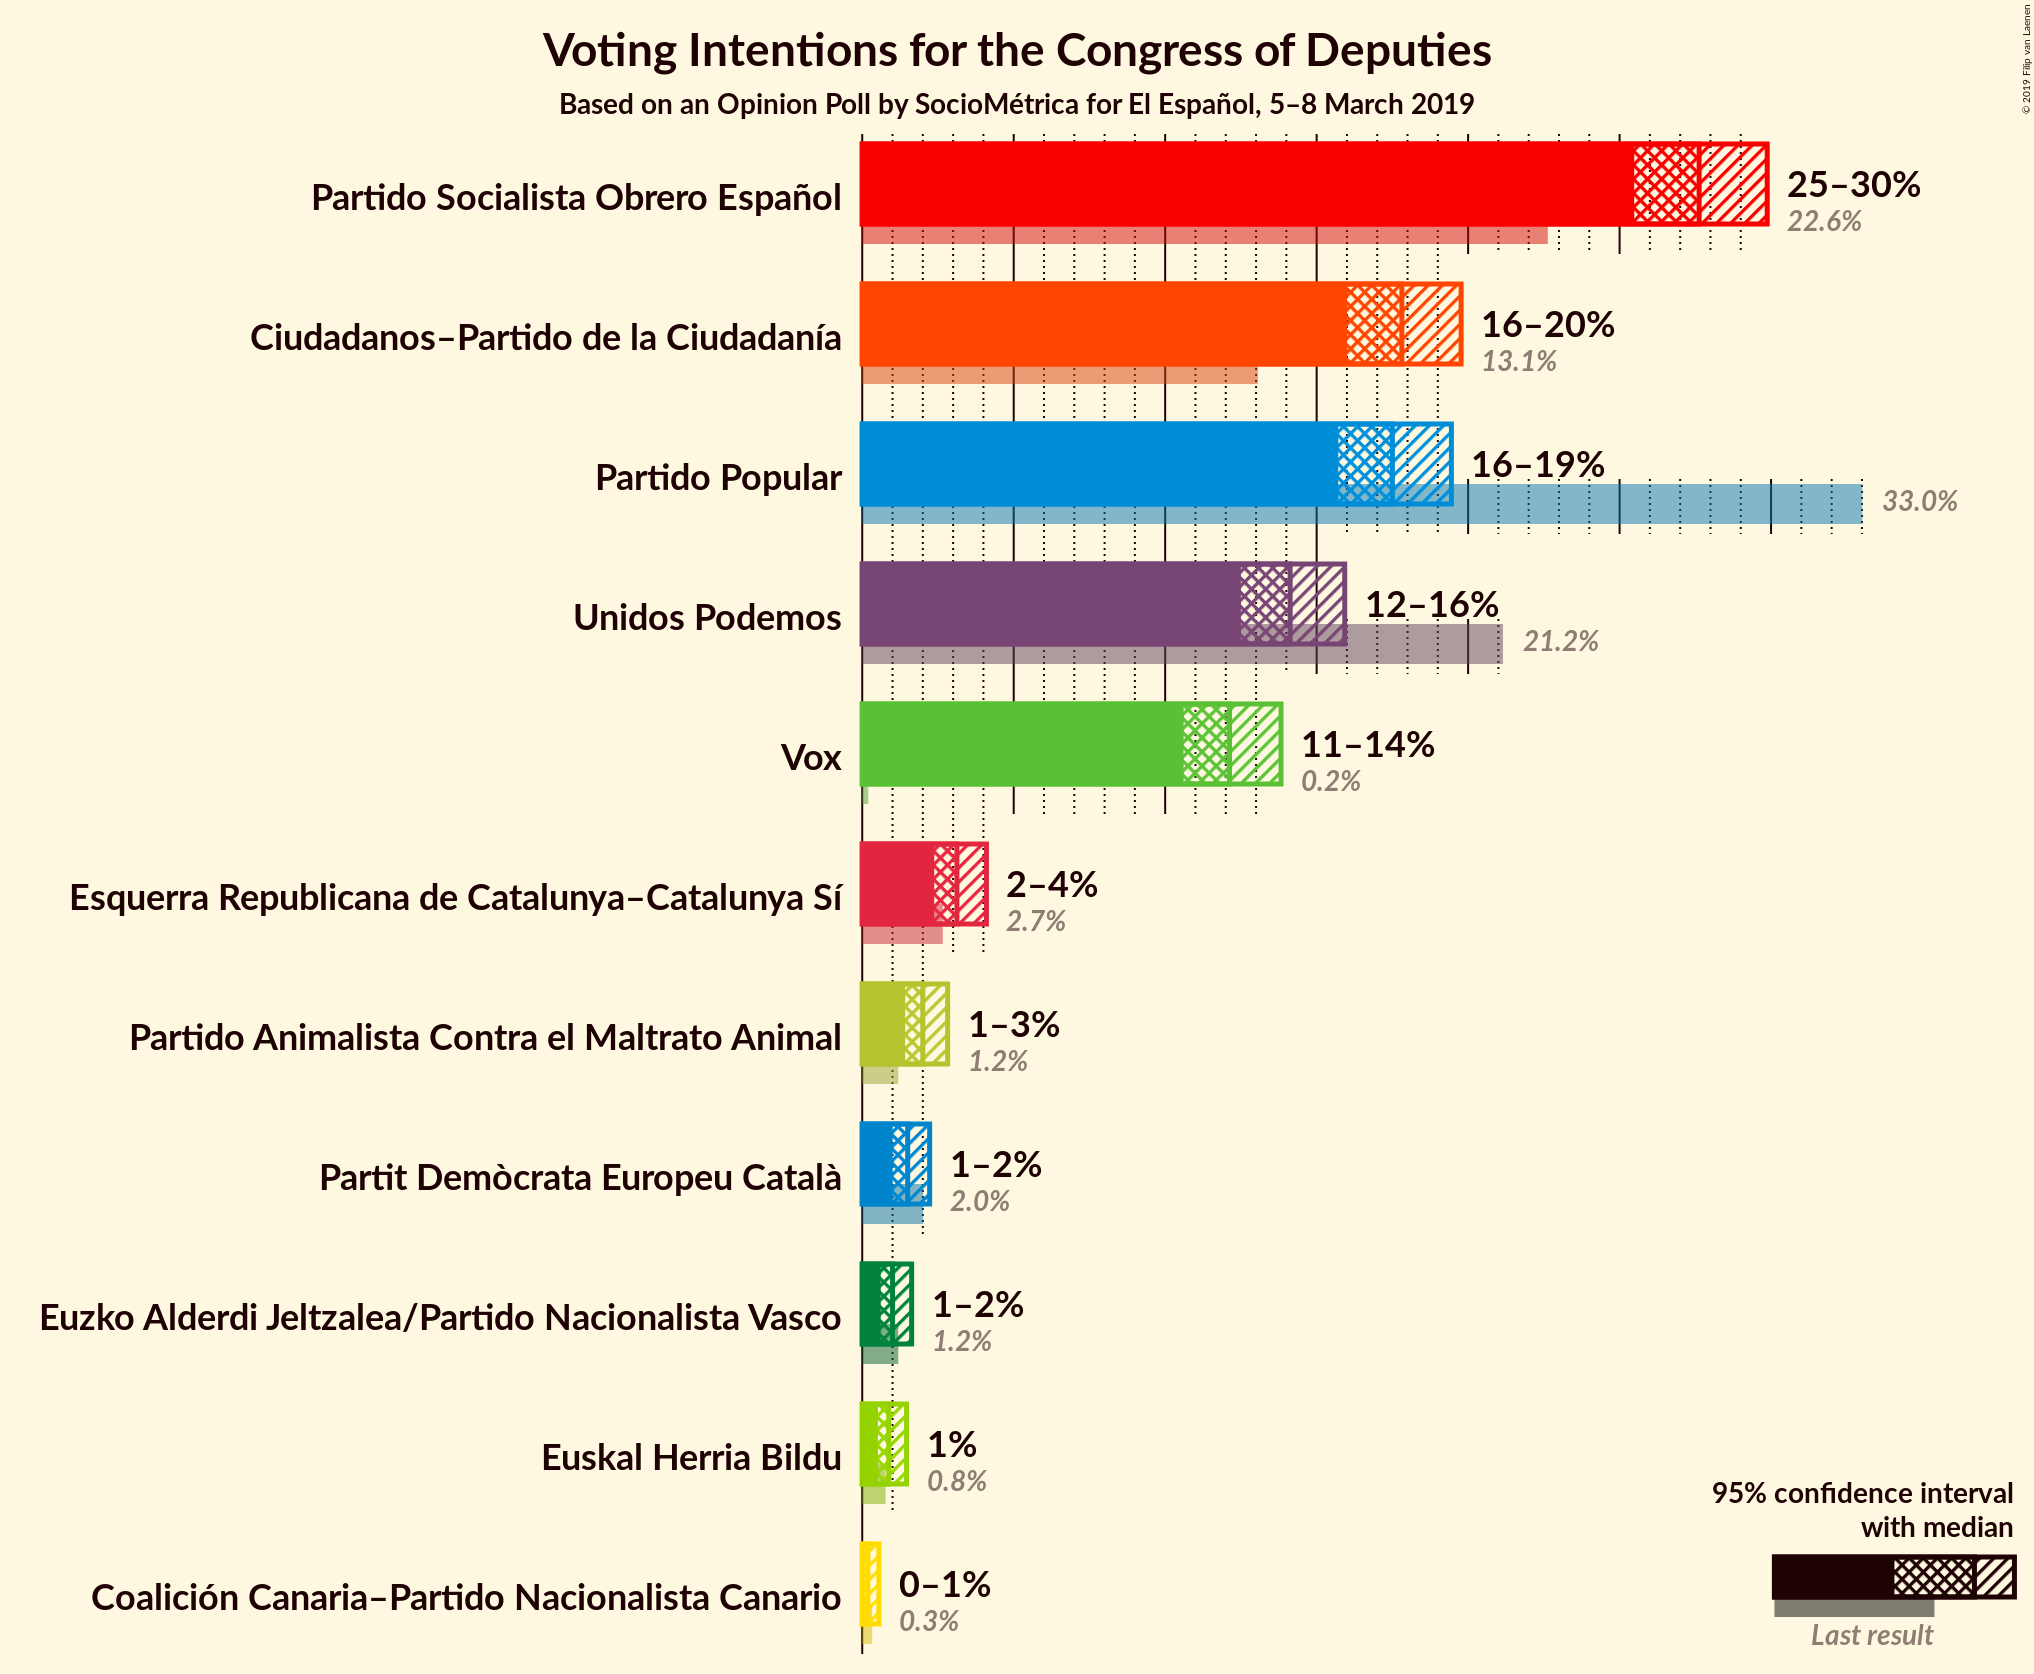 Voting Intentions for the Congress of Deputies
Based on an Opinion Poll by SocioMétrica for El Español, 5–8 March 2019
© 2019 Filip van Laenen
Partido Socialista Obrero Español
25–30%
22.6%
Ciudadanos–Partido de la Ciudadanía
16–20%
13.1%
Partido Popular
16–19%
33.0%
Unidos Podemos
12–16%
21.2%
Vox
11–14%
0.2%
Esquerra Republicana de Catalunya–Catalunya Sí
2–4%
2.7%
Partido Animalista Contra el Maltrato Animal
1–3%
1.2%
Partit Demòcrata Europeu Català
1–2%
2.0%
Euzko Alderdi Jeltzalea/Partido Nacionalista Vasco
1–2%
1.2%
Euskal Herria Bildu
1%
0.8%
Coalición Canaria–Partido Nacionalista Canario
0–1%
0.3%
95% confidence interval
with median
Last result